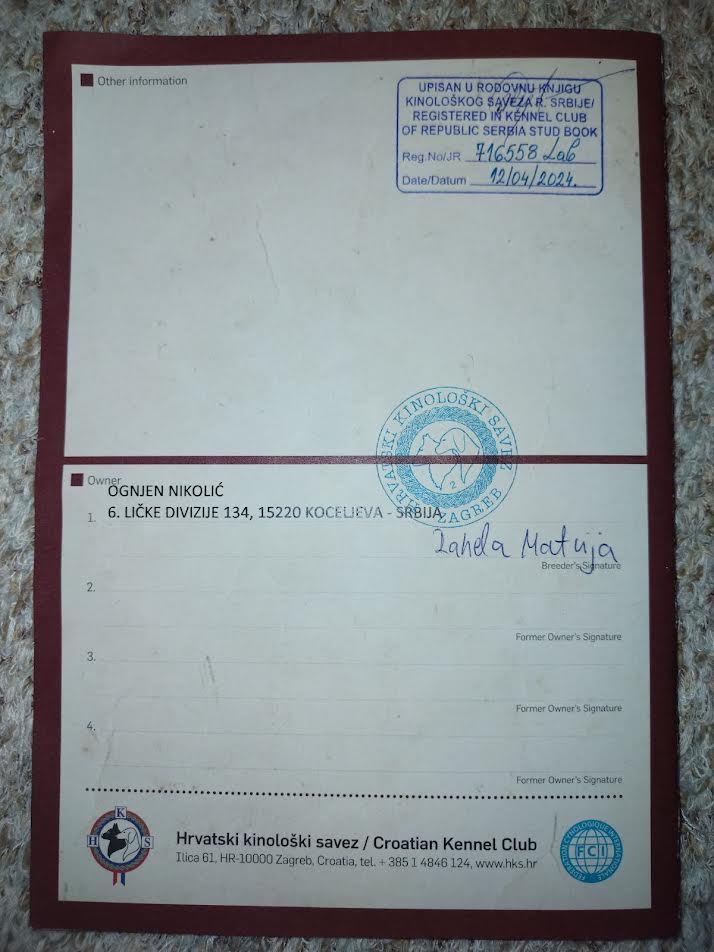 Other information
UPISAN U RODOVNU KNJIGU
KINOLOŠKOG SAVEZA R. SRBIJE/
REGISTERED IN KENNEL CLUB
OF REPUBLIC SERBIA STUD BOOK
Reg.No/JR 716558 Lab
Date/Datum 12/04/2024.
HRVATSKI KINOLOŠKI SAVEZ
2
ZAGREB
Owner
OGNJEN NIKOLIĆ
1. 6. LIČKE DIVIZIJE 134, 15220 KOCELJEVA - SRBIJA
Matija
Breeder's Signature
2.
Former Owner's Signature
3.
Former Owner's Signature
4.
Former Owner's Signature
H K S
Hrvatski kinološki savez / Croatian Kennel Club
Ilica 61, HR-10000 Zagreb, Croatia, tel. + 385 1 4846 124, www.hks.hr
FEDERATION CYNOLOGIQUE INTERNATIONALE
FCI